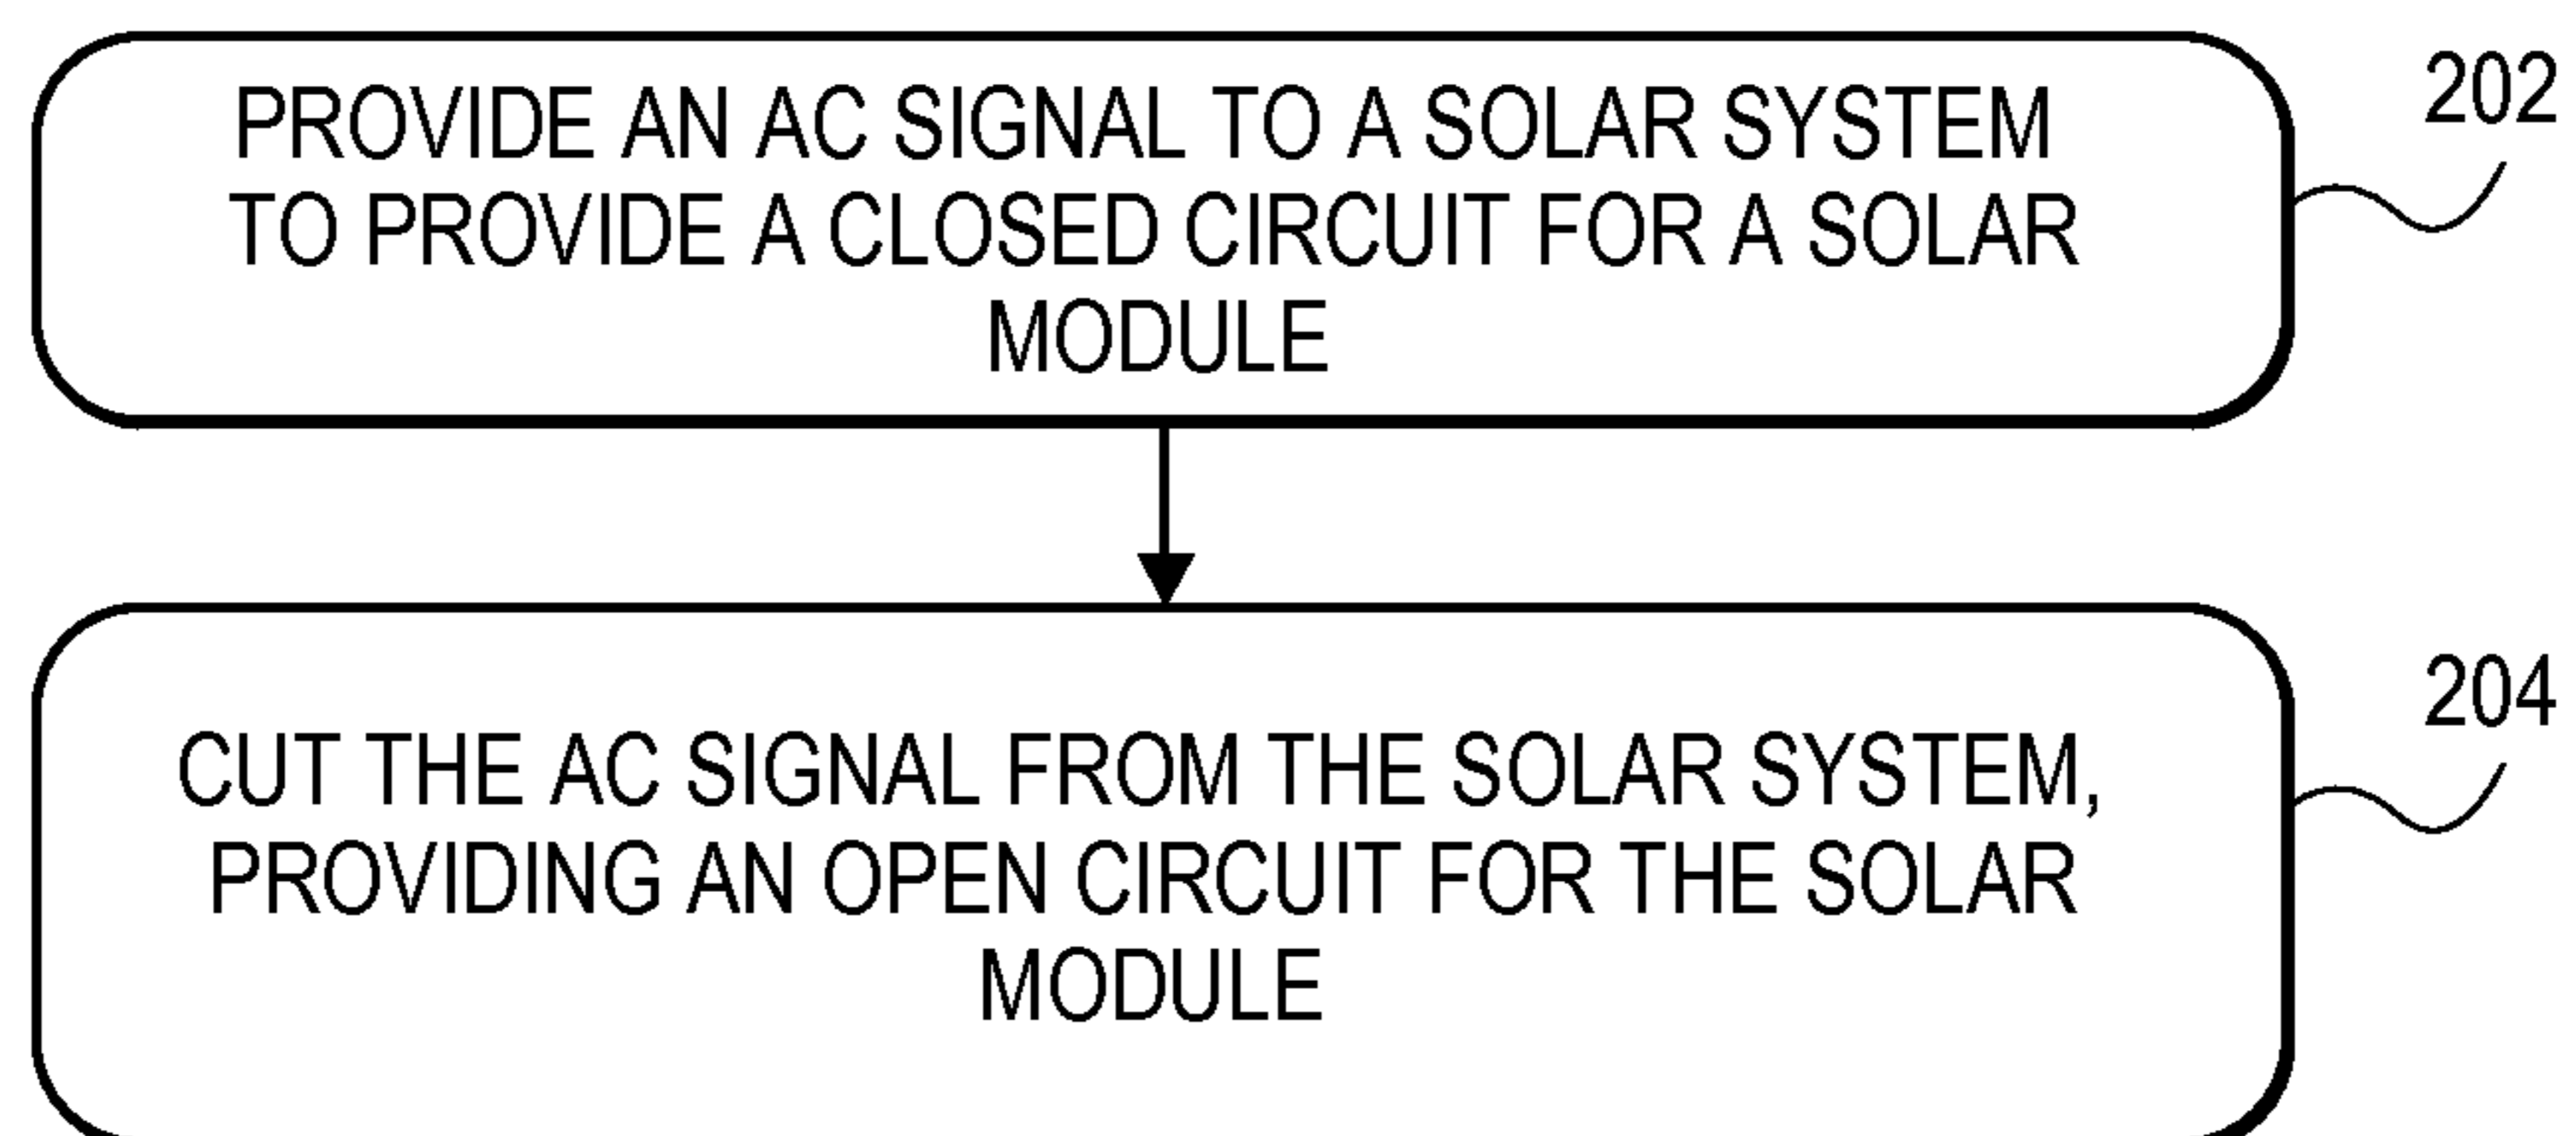 PROVIDE AN AC SIGNAL TO A SOLAR SYSTEM
TO PROVIDE A CLOSED CIRCUIT FOR A SOLAR
MODULE
202
CUT THE AC SIGNAL FROM THE SOLAR SYSTEM,
PROVIDING AN OPEN CIRCUIT FOR THE SOLAR
MODULE
204